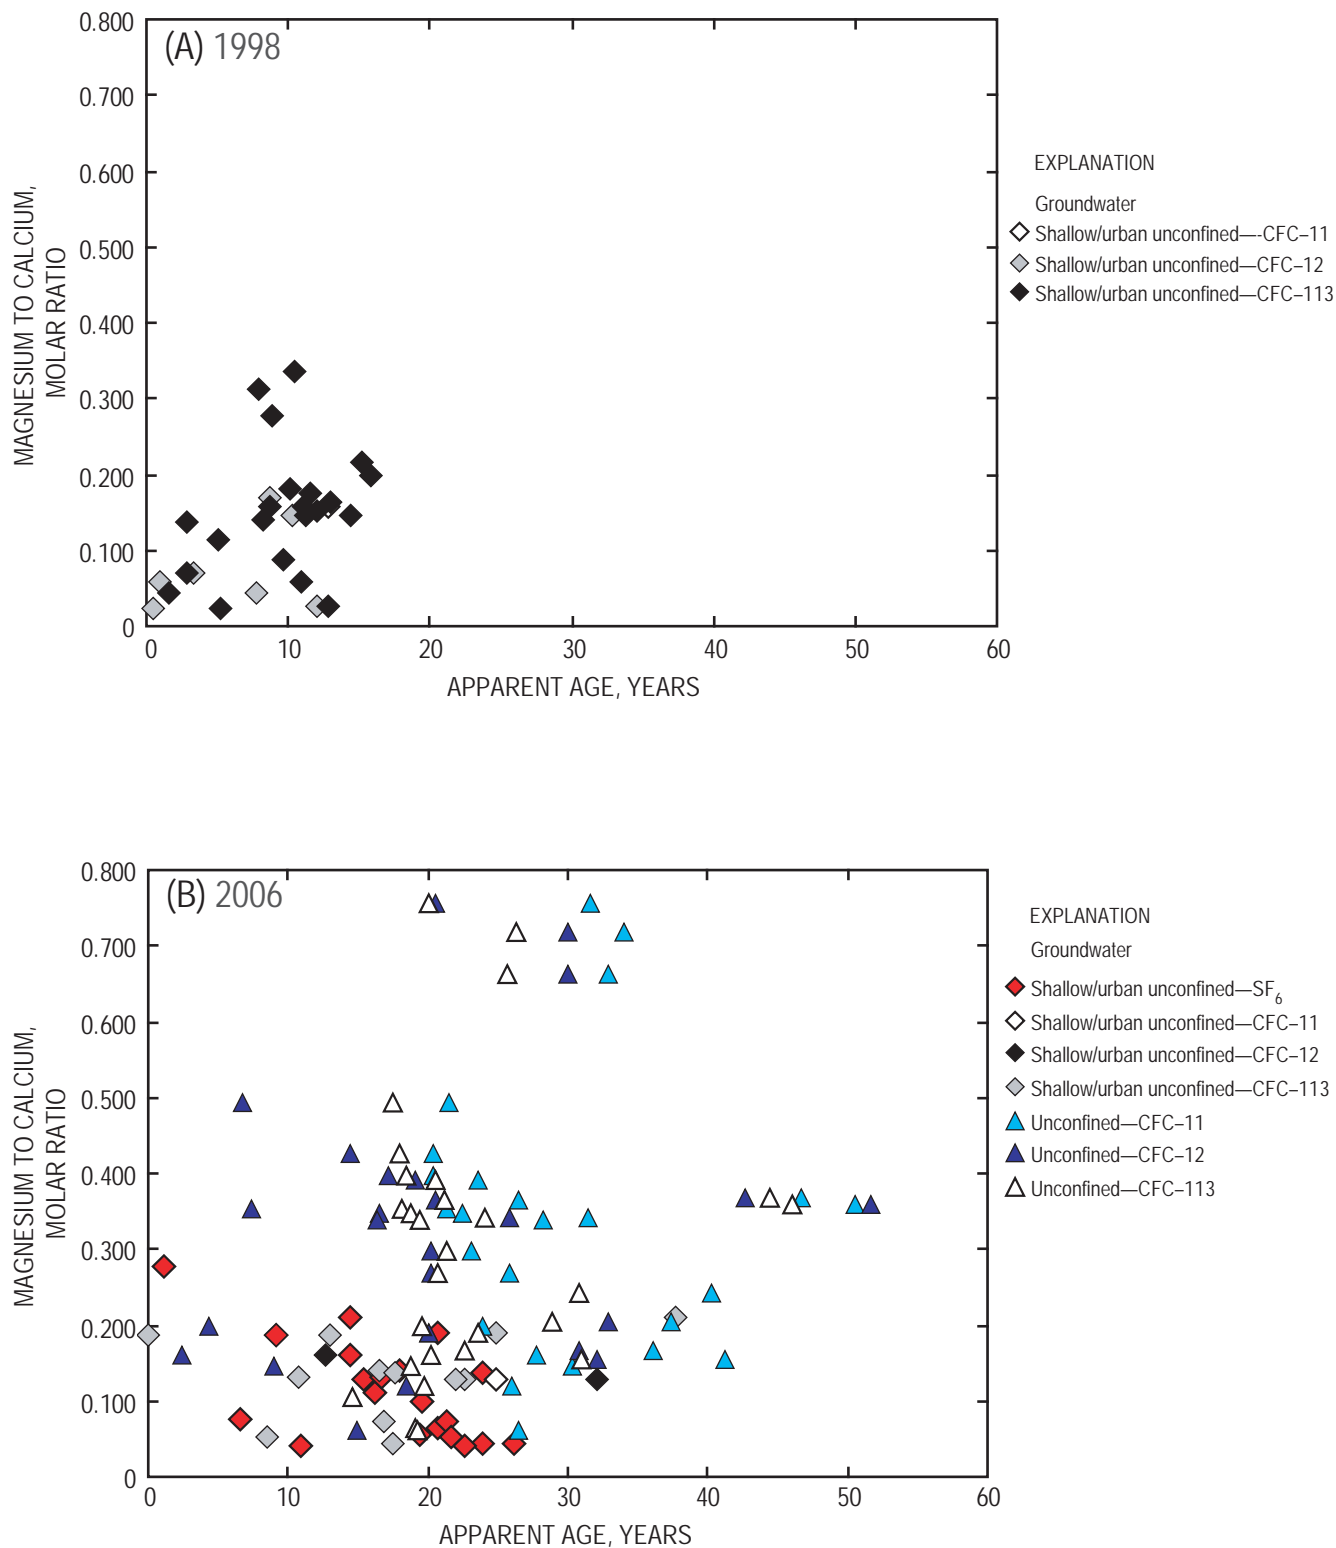 (A) 1998
0.800
0.700
0.600
0.500
0.400
0.300
0.200
0.100
0
MAGNESIUM TO CALCIUM,
MOLAR RATIO
0 10 20 30 40 50 60
APPARENT AGE, YEARS
EXPLANATION
Groundwater
Shallow/urban unconfined—-CFC–11
Shallow/urban unconfined—CFC–12
Shallow/urban unconfined—CFC–113
(B) 2006
0.800
0.700
0.600
0.500
0.400
0.300
0.200
0.100
0
MAGNESIUM TO CALCIUM,
MOLAR RATIO
0 10 20 30 40 50 60
APPARENT AGE, YEARS
EXPLANATION
Groundwater
Shallow/urban unconfined—SF6
Shallow/urban unconfined—CFC–11
Shallow/urban unconfined—CFC–12
Shallow/urban unconfined—CFC–113
Unconfined—CFC–11
Unconfined—CFC–12
Unconfined—CFC–113